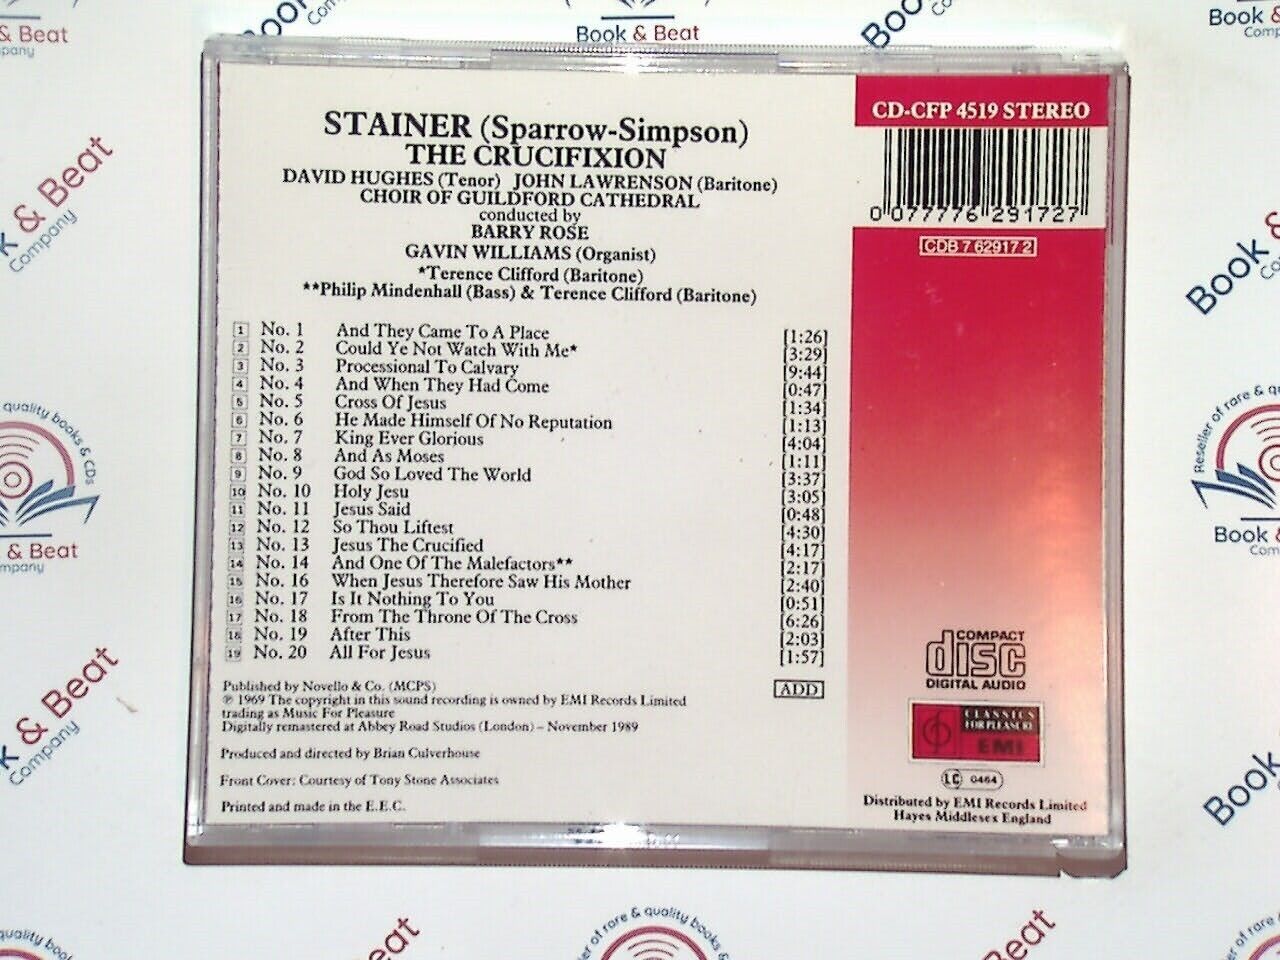 Book & Beat
Company
STAINER (Sparrow-Simpson)
THE CRUCIFIXION
DAVID HUGHES (Tenor) JOHN LAWRENSON (Baritone)
CHOIR OF GUILDFORD CATHEDRAL
conducted by
BARRY ROSE
GAVIN WILLIAMS (Organist)
*Terence Clifford (Baritone)
**Philip Mindenhall (Bass) & Terence Clifford (Baritone)
1 No. 1 And They Came To A Place [1:26]
2 No. 2 Could Ye Not Watch With Me* [3:29]
3 No. 3 Processional To Calvary [9:44]
4 No. 4 And When They Had Come [0:47]
5 No. 5 Cross Of Jesus [1:34]
6 No. 6 He Made Himself Of No Reputation [1:13]
7 No. 7 King Ever Glorious [4:04]
8 No. 8 And As Moses [1:11]
9 No. 9 God So Loved The World [3:37]
10 No. 10 Holy Jesu [3:05]
11 No. 11 Jesus Said [0:48]
12 No. 12 So Thou Liftest [4:30]
13 No. 13 Jesus The Crucified [4:17]
14 No. 14 And One Of The Malefactors** [2:17]
15 No. 16 When Jesus Therefore Saw His Mother [2:40]
16 No. 17 Is It Nothing To You [0:51]
17 No. 18 From The Throne Of The Cross [6:26]
18 No. 19 After This [2:03]
19 No. 20 All For Jesus [1:57]
ADD
Published by Novello & Co. (MCPS)
℗ 1969 The copyright in this sound recording is owned by EMI Records Limited
trading as Music For Pleasure
Digitally remastered at Abbey Road Studios (London) – November 1989
Produced and directed by Brian Culverhouse
Front Cover: Courtesy of Tony Stone Associates
Printed and made in the E.E.C.
CD-CFP 4519 STEREO
0 077776 291727
CDB 7 62917 2
COMPACT
disc
DIGITAL AUDIO
CLASSICS
FOR PLEASURE
EMI
LC 0464
Distributed by EMI Records Limited
Hayes Middlesex England
Book & Beat
Company
Reseller of rare & quality books & CDs